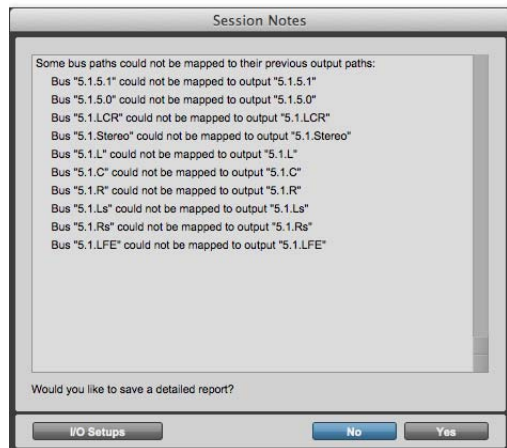 Session Notes
Some bus paths could not be mapped to their previous output paths:
Bus "5.1.5.1" could not be mapped to output "5.1.5.1"
Bus "5.1.5.0" could not be mapped to output "5.1.5.0"
Bus "5.1.LCR" could not be mapped to output "5.1.LCR"
Bus "5.1.Stereo" could not be mapped to output "5.1.Stereo"
Bus "5.1.L" could not be mapped to output "5.1.L"
Bus "5.1.C" could not be mapped to output "5.1.C"
Bus "5.1.R" could not be mapped to output "5.1.R"
Bus "5.1.Ls" could not be mapped to output "5.1.Ls"
Bus "5.1.Rs" could not be mapped to output "5.1.Rs"
Bus "5.1.LFE" could not be mapped to output "5.1.LFE"
Would you like to save a detailed report?
I/O Setups No Yes